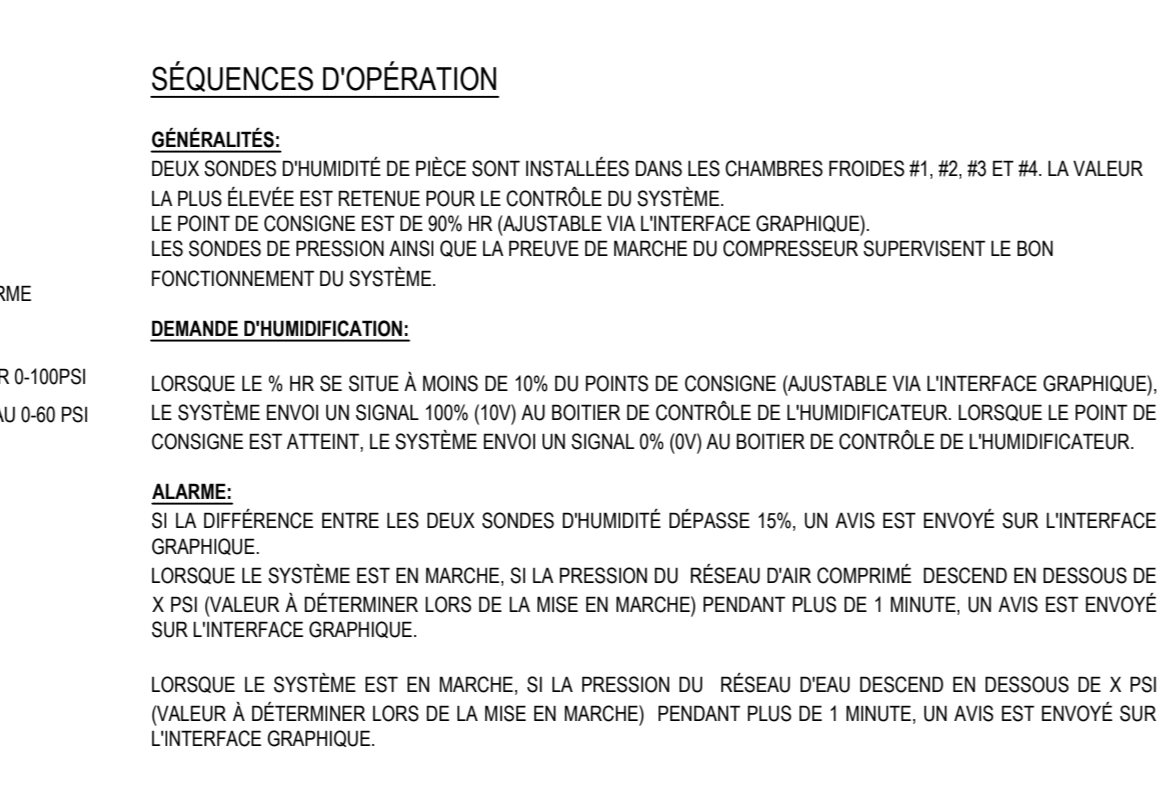 SÉQUENCES D'OPÉRATION
GÉNÉRALITÉS:
DEUX SONDES D'HUMIDITÉ DE PIÈCE SONT INSTALLÉES DANS LES CHAMBRES FROIDES #1, #2, #3 ET #4. LA VALEUR
LA PLUS ÉLEVÉE EST RETENUE POUR LE CONTRÔLE DU SYSTÈME.
LE POINT DE CONSIGNE EST DE 90% HR (AJUSTABLE VIA L'INTERFACE GRAPHIQUE).
LES SONDES DE PRESSION AINSI QUE LA PREUVE DE MARCHE DU COMPRESSEUR SUPERVISENT LE BON
FONCTIONNEMENT DU SYSTÈME.
RME
DEMANDE D'HUMIDIFICATION:
R 0-100PSI
AU 0-60 PSI
LORSQUE LE % HR SE SITUE À MOINS DE 10% DU POINTS DE CONSIGNE (AJUSTABLE VIA L'INTERFACE GRAPHIQUE),
LE SYSTÈME ENVOI UN SIGNAL 100% (10V) AU BOITIER DE CONTRÔLE DE L'HUMIDIFICATEUR. LORSQUE LE POINT DE
CONSIGNE EST ATTEINT, LE SYSTÈME ENVOI UN SIGNAL 0% (0V) AU BOITIER DE CONTRÔLE DE L'HUMIDIFICATEUR.
ALARME:
SI LA DIFFÉRENCE ENTRE LES DEUX SONDES D'HUMIDITÉ DÉPASSE 15%, UN AVIS EST ENVOYÉ SUR L'INTERFACE
GRAPHIQUE.
LORSQUE LE SYSTÈME EST EN MARCHE, SI LA PRESSION DU RÉSEAU D'AIR COMPRIMÉ DESCEND EN DESSOUS DE
X PSI (VALEUR À DÉTERMINER LORS DE LA MISE EN MARCHE) PENDANT PLUS DE 1 MINUTE, UN AVIS EST ENVOYÉ
SUR L'INTERFACE GRAPHIQUE.
LORSQUE LE SYSTÈME EST EN MARCHE, SI LA PRESSION DU RÉSEAU D'EAU DESCEND EN DESSOUS DE X PSI
(VALEUR À DÉTERMINER LORS DE LA MISE EN MARCHE) PENDANT PLUS DE 1 MINUTE, UN AVIS EST ENVOYÉ SUR
L'INTERFACE GRAPHIQUE.